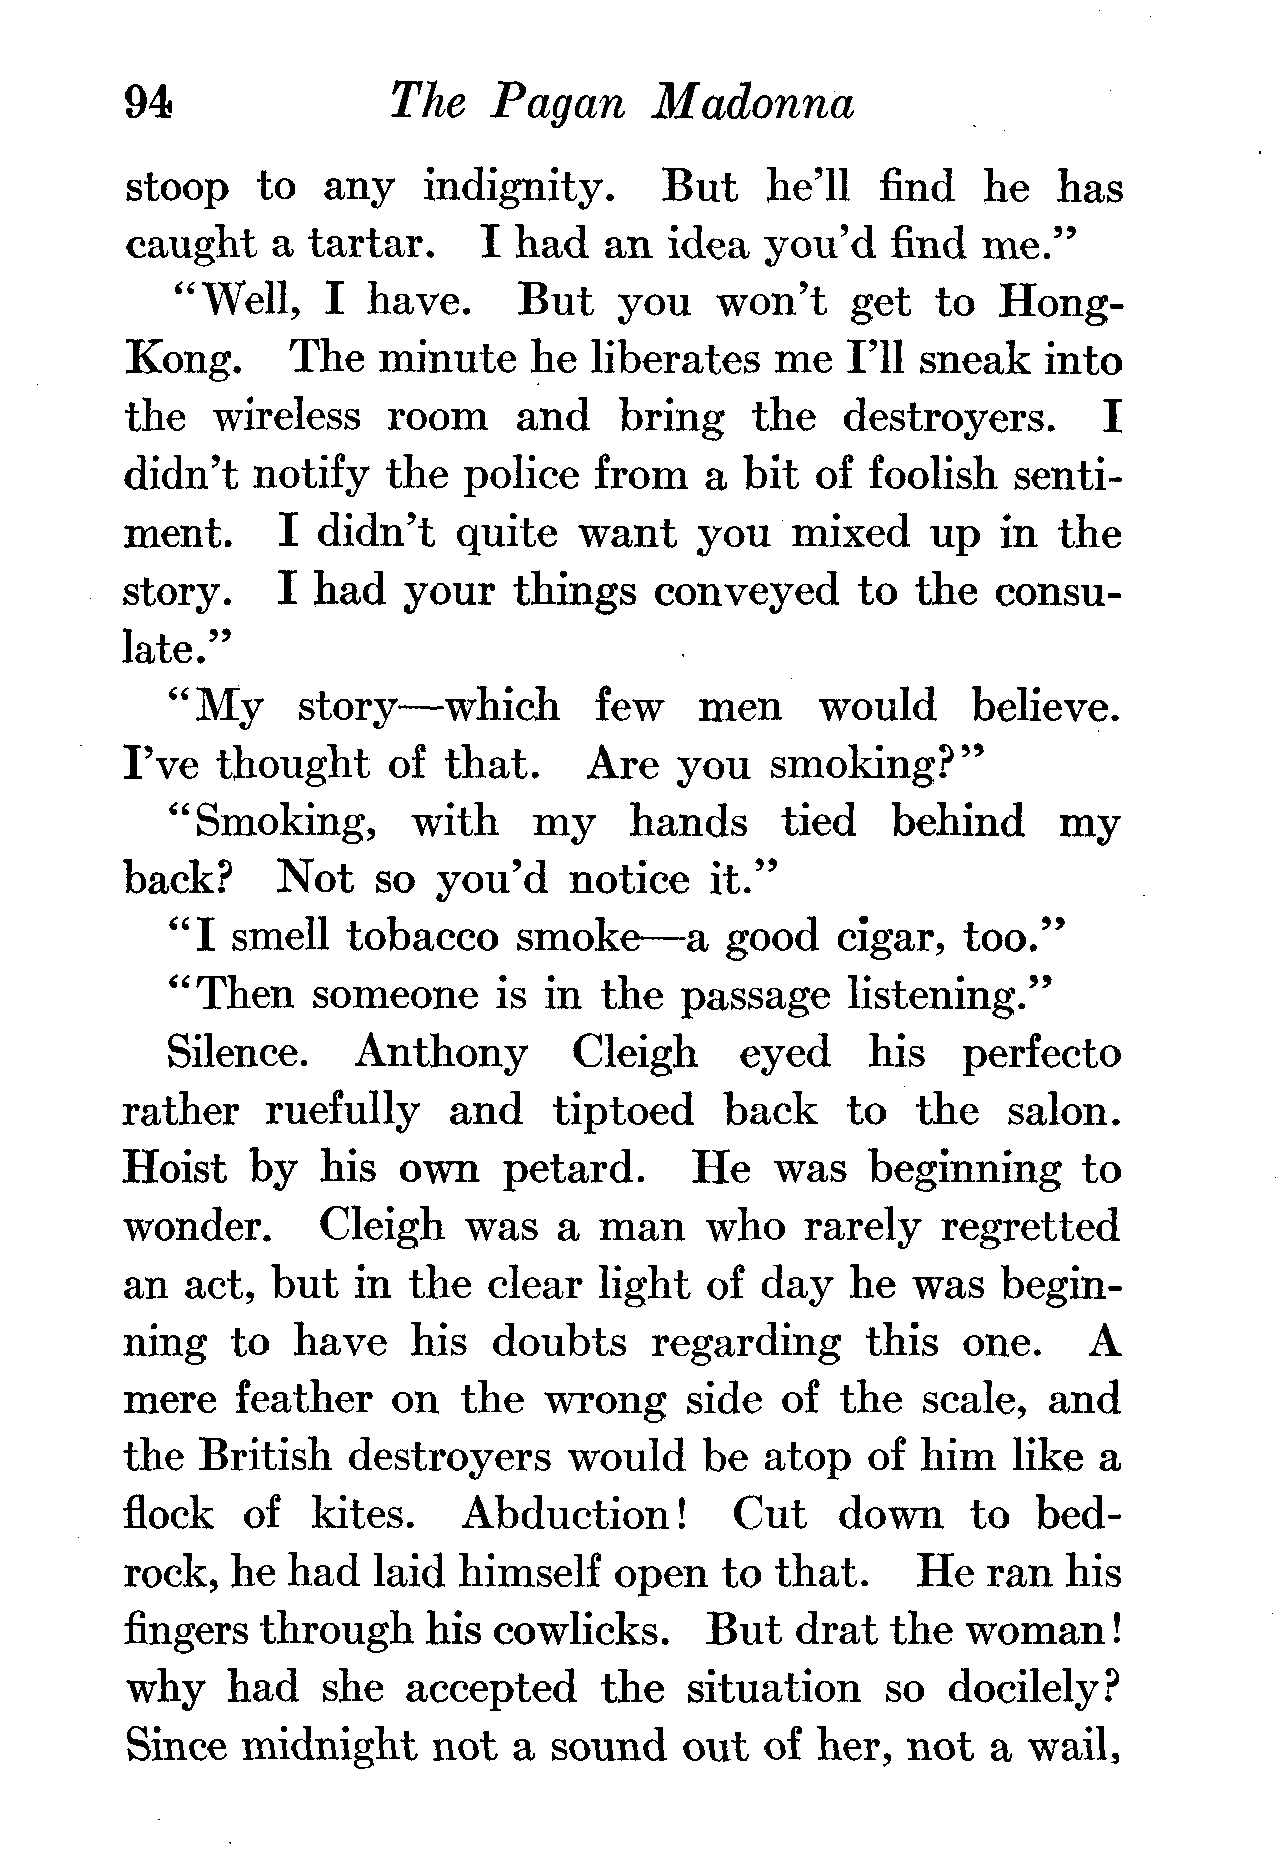 94 The Pagan Madonna
stoop to any indignity. But he'll find he has
caught a tartar. I had an idea you'd find me."
"Well, I have. But you won't get to Hong-
Kong. The minute he liberates me I'll sneak into
the wireless room and bring the destroyers. I
didn't notify the police from a bit of foolish senti-
ment. I didn't quite want you mixed up in the
story. I had your things conveyed to the consu-
late."
"My story—which few men would believe.
I've thought of that. Are you smoking?"
"Smoking, with my hands tied behind my
back? Not so you'd notice it."
"I smell tobacco smoke—a good cigar, too."
"Then someone is in the passage listening."
Silence. Anthony Cleigh eyed his perfecto
rather ruefully and tiptoed back to the salon.
Hoist by his own petard. He was beginning to
wonder. Cleigh was a man who rarely regretted
an act, but in the clear light of day he was begin-
ning to have his doubts regarding this one. A
mere feather on the wrong side of the scale, and
the British destroyers would be atop of him like a
flock of kites. Abduction! Cut down to bed-
rock, he had laid himself open to that. He ran his
fingers through his cowlicks. But drat the woman!
why had she accepted the situation so docilely?
Since midnight not a sound out of her, not a wail,